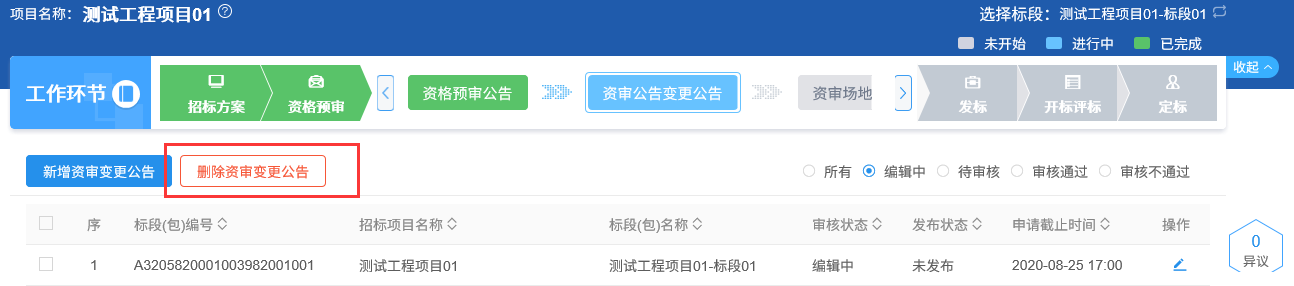 项目名称： 测试工程项目01
选择标段：测试工程项目01-标段01
未开始 进行中 已完成
工作环节 招标方案 资格预审 资格预审公告 资审公告变更公告 资审场地 发标 开标评标 定标 收起
新增资审变更公告 删除资审变更公告 所有 编辑中 待审核 审核通过 审核不通过
序 标段(包)编号 招标项目名称 标段(包)名称 审核状态 发布状态 申请截止时间 操作
1 A3205820001003982001001 测试工程项目01 测试工程项目01-标段01 编辑中 未发布 2020-08-25 17:00
0
异议